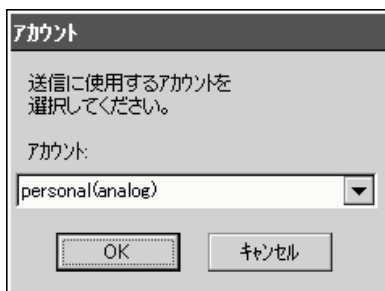 アカウント
送信に使用するアカウントを
選択してください。
アカウント:
personal(analog)
OK
キャンセル